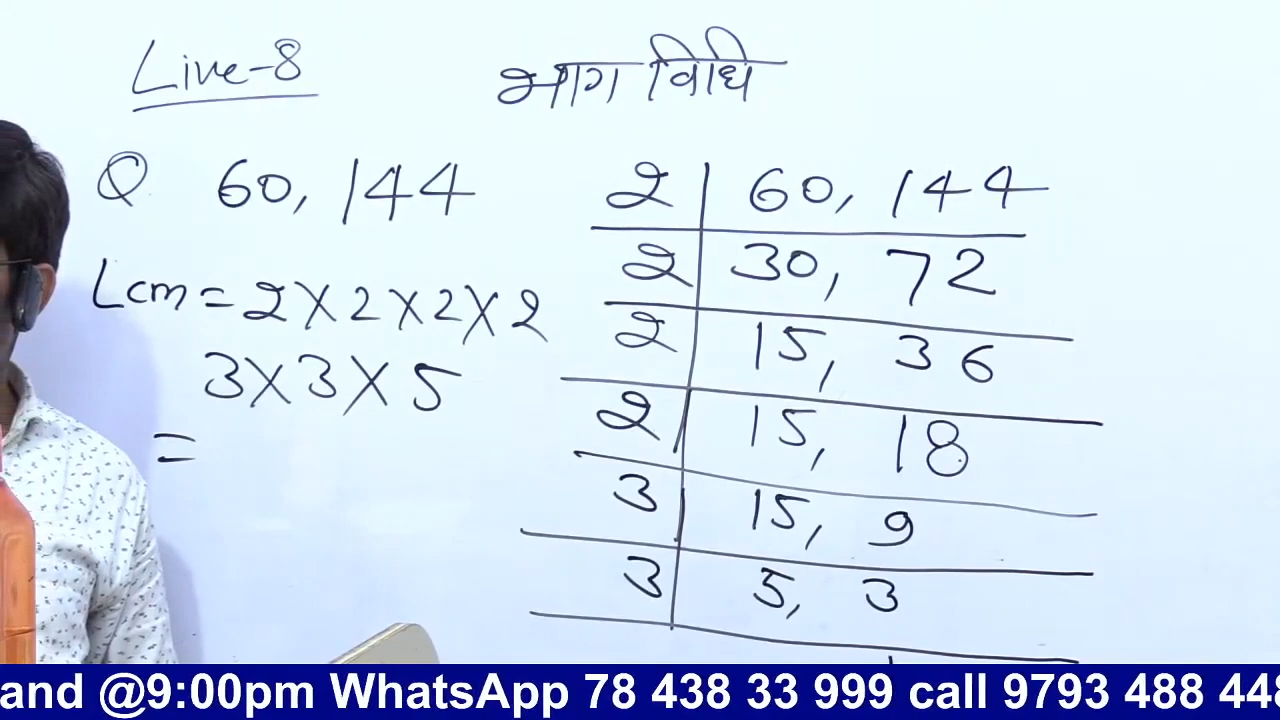 Live-8
भाग विधि
Q 60, 144
Lcm = 2×2×2×2
3×3×5
=
2 | 60, 144
2 | 30, 72
2 | 15, 36
2 | 15, 18
3 | 15, 9
3 | 5, 3
and @9:00pm WhatsApp 78 438 33 999 call 9793 488 448